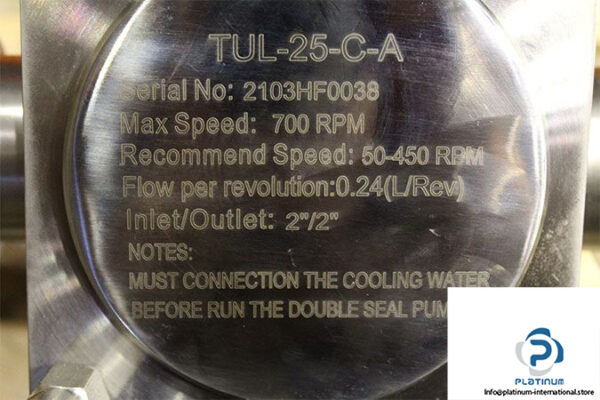 TUL-25-C-A
Serial No: 2103HF0038
Max Speed: 700 RPM
Recommend Speed: 50-450 RPM
Flow per revolution:0.24(L/Rev)
Inlet/Outlet: 2"/2"
NOTES:
MUST CONNECTION THE COOLING WATER
BEFORE RUN THE DOUBLE SEAL PUM
PLATINUM
Info@platinum-international.store